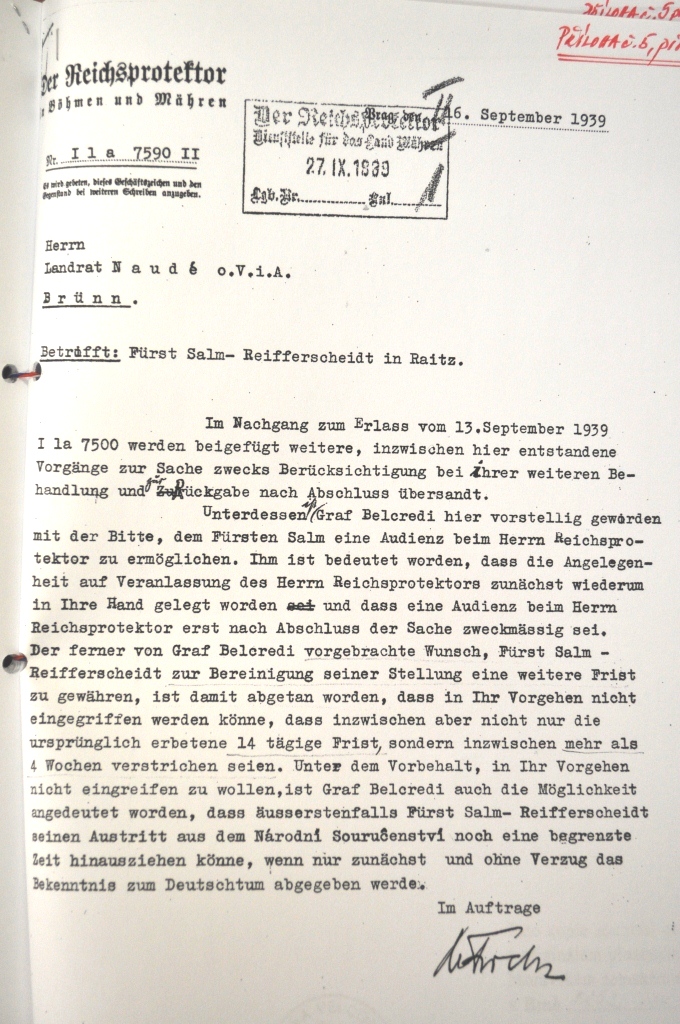 Příloha č. 5,
Der Reichsprotektor
in Böhmen und Mähren
Prag, den 16. September 1939
Nr. I 1 a 7590 II
Es wird gebeten, dieses Geschäftszeichen und den
Gegenstand bei weiteren Schreiben anzugeben.
Der Reichsprotektor
Dienststelle für das Land Mähren
27. IX. 1939
Tgb.Nr. Anl.
Herrn
Landrat N a u d é o.V.i.A.
B r ü n n .
Betrifft: Fürst Salm- Reifferscheidt in Raitz.
Im Nachgang zum Erlass vom 13.September 1939
I 1a 7500 werden beigefügt weitere, inzwischen hier entstandene
Vorgänge zur Sache zwecks Berücksichtigung bei ihrer weiteren Be-
handlung und zur Rückgabe nach Abschluss übersandt.
Unterdessen ist Graf Belcredi hier vorstellig geworden
mit der Bitte, dem Fürsten Salm eine Audienz beim Herrn Reichspro-
tektor zu ermöglichen. Ihm ist bedeutet worden, dass die Angelegen-
heit auf Veranlassung des Herrn Reichsprotektors zunächst wiederum
in Ihre Hand gelegt worden sei und dass eine Audienz beim Herrn
Reichsprotektor erst nach Abschluss der Sache zweckmässig sei.
Der ferner von Graf Belcredi vorgebrachte Wunsch, Fürst Salm -
Reifferscheidt zur Bereinigung seiner Stellung eine weitere Frist
zu gewähren, ist damit abgetan worden, dass in Ihr Vorgehen nicht
eingegriffen werden könne, dass inzwischen aber nicht nur die
ursprünglich erbetene 14 tägige Frist, sondern inzwischen mehr als
4 Wochen verstrichen seien. Unter dem Vorbehalt, in Ihr Vorgehen
nicht eingreifen zu wollen,ist Graf Belcredi auch die Möglichkeit
angedeutet worden, dass äusserstenfalls Fürst Salm- Reifferscheidt
seinen Austritt aus dem Národní Souručenství noch eine begrenzte
Zeit hinausziehen könne, wenn nur zunächst und ohne Verzug das
Bekenntnis zum Deutschtum abgegeben werde.
Im Auftrage